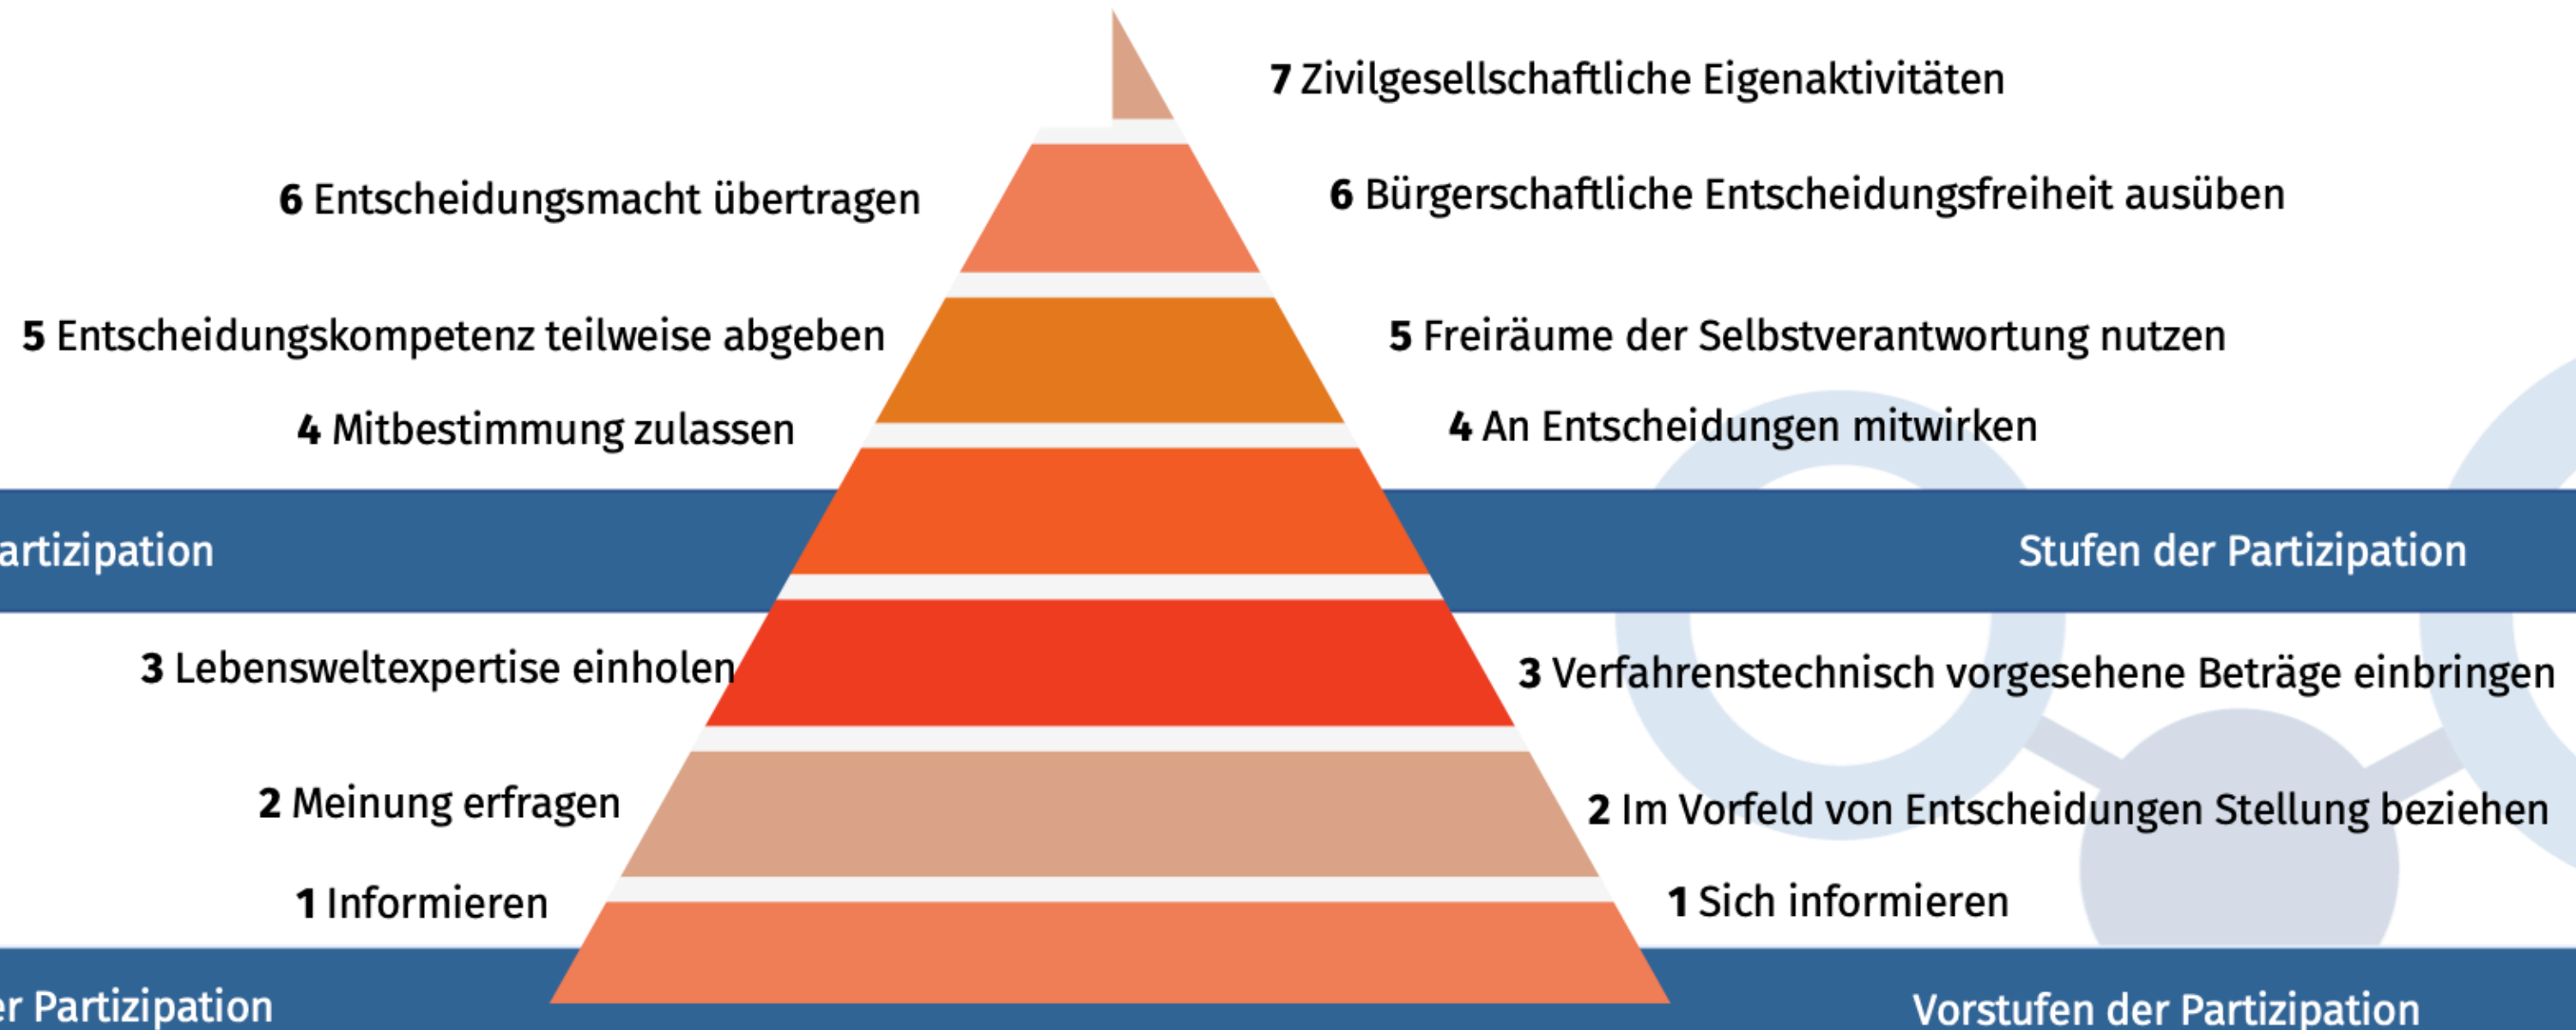 7 Zivilgesellschaftliche Eigenaktivitäten
6 Entscheidungsmacht übertragen
6 Bürgerschaftliche Entscheidungsfreiheit ausüben
5 Entscheidungskompetenz teilweise abgeben
5 Freiräume der Selbstverantwortung nutzen
4 Mitbestimmung zulassen
4 An Entscheidungen mitwirken
artizipation
Stufen der Partizipation
3 Lebensweltexpertise einholen
3 Verfahrenstechnisch vorgesehene Beträge einbringen
2 Meinung erfragen
2 Im Vorfeld von Entscheidungen Stellung beziehen
1 Informieren
1 Sich informieren
er Partizipation
Vorstufen der Partizipation